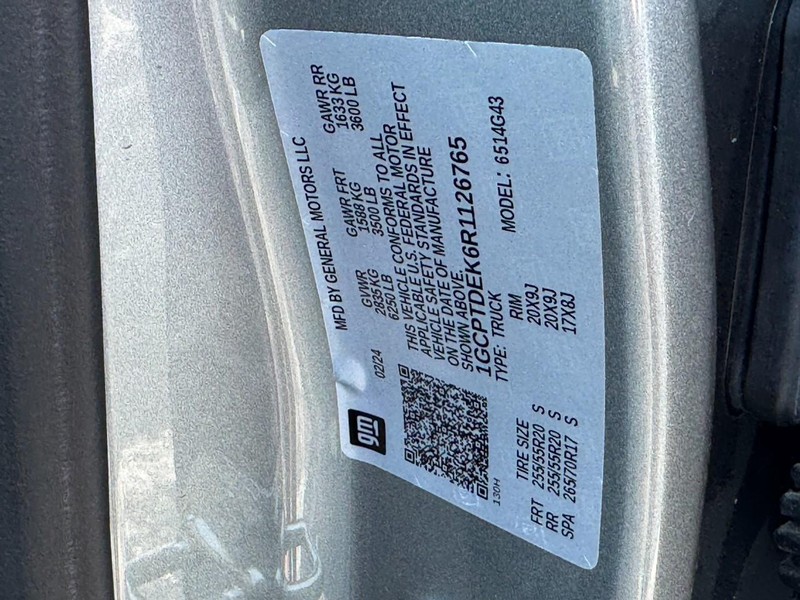 gm
MFD BY GENERAL MOTORS LLC
02/24 GVWR GAWR FRT GAWR RR
2835 KG 1588 KG 1633 KG
6250 LB 3500 LB 3600 LB
THIS VEHICLE CONFORMS TO ALL
APPLICABLE U.S. FEDERAL MOTOR
VEHICLE SAFETY STANDARDS IN EFFECT
ON THE DATE OF MANUFACTURE
SHOWN ABOVE.
1GCPTDEK6R1126765
130H TYPE: TRUCK MODEL: 6514G43
TIRE SIZE RIM
FRT 255/55R20 S 20X9J
RR 255/55R20 S 20X9J
SPA 265/70R17 S 17X8J